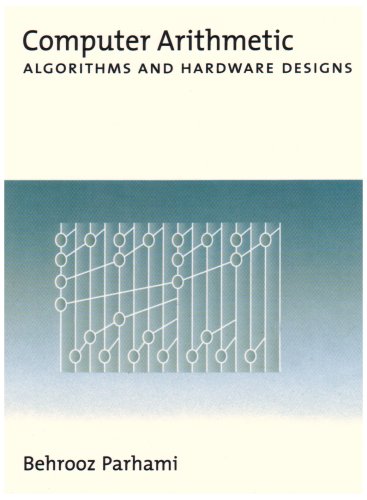 Computer Arithmetic
ALGORITHMS AND HARDWARE DESIGNS
Behrooz Parhami